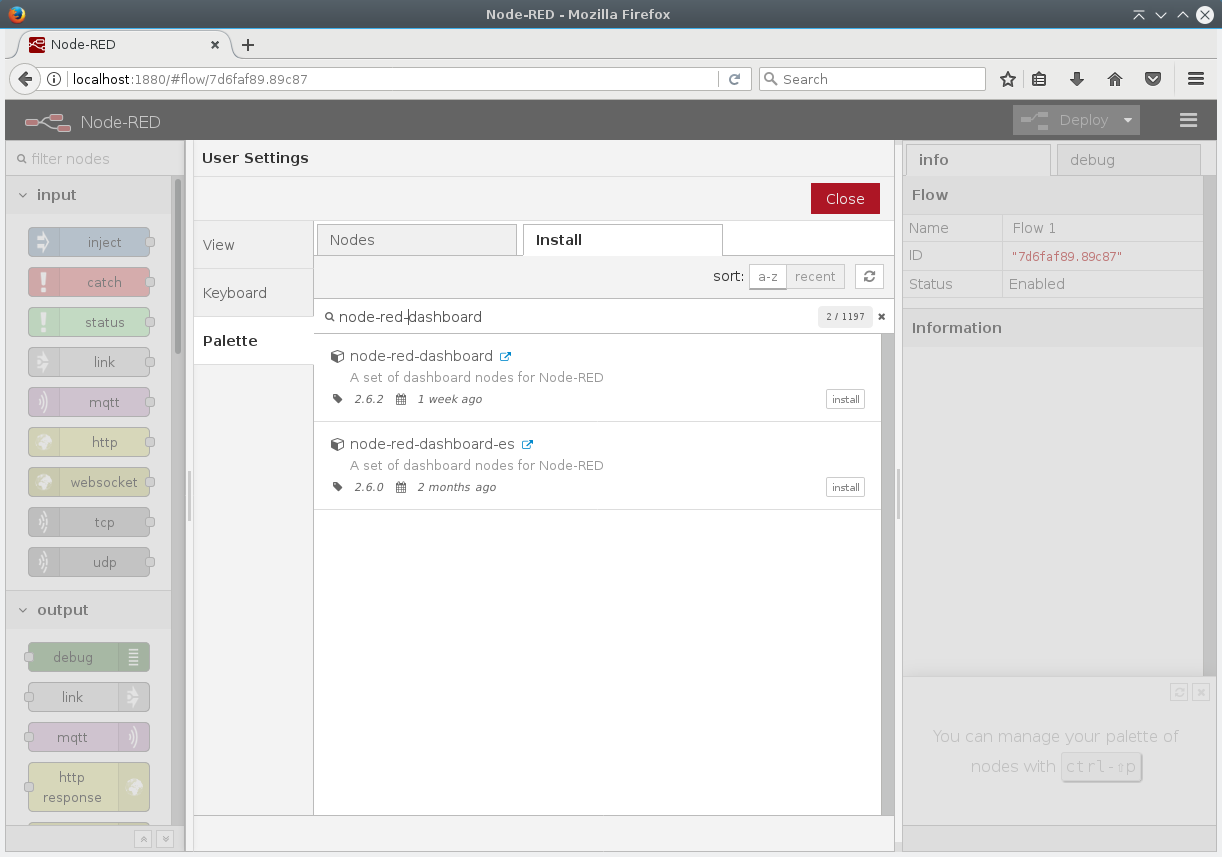 Node-RED - Mozilla Firefox
Node-RED
localhost:1880/#flow/7d6faf89.89c87
Search
Node-RED
Deploy
filter nodes
input
inject
catch
status
link
mqtt
http
websocket
tcp
udp
output
debug
link
mqtt
http
response
User Settings
Close
View
Keyboard
Palette
Nodes
Install
sort: a-z recent
node-red-dashboard
2 / 1197
node-red-dashboard
A set of dashboard nodes for Node-RED
2.6.2 1 week ago
install
node-red-dashboard-es
A set of dashboard nodes for Node-RED
2.6.0 2 months ago
install
info
debug
Flow
Name Flow 1
ID "7d6faf89.89c87"
Status Enabled
Information
You can manage your palette of
nodes with ctrl-⇧p